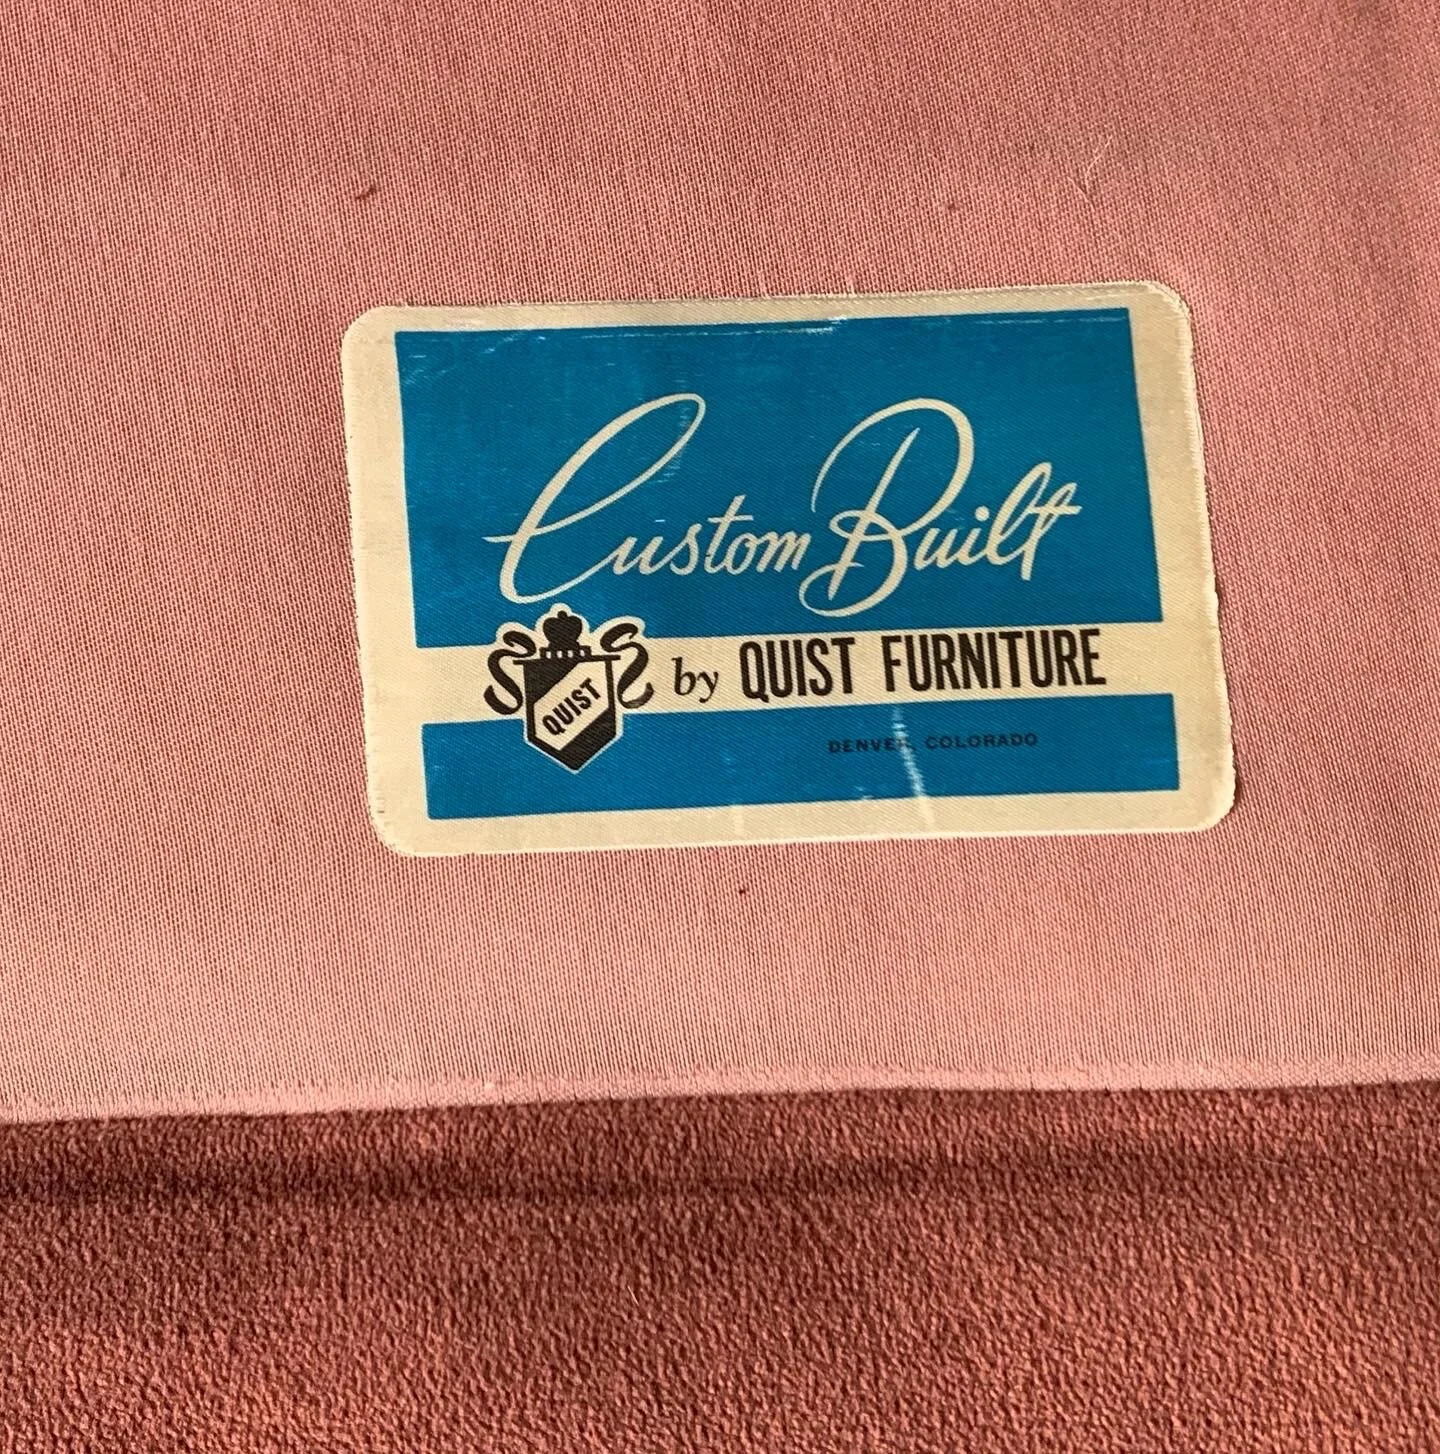 Custom Built
QUIST
by QUIST FURNITURE
DENVER, COLORADO